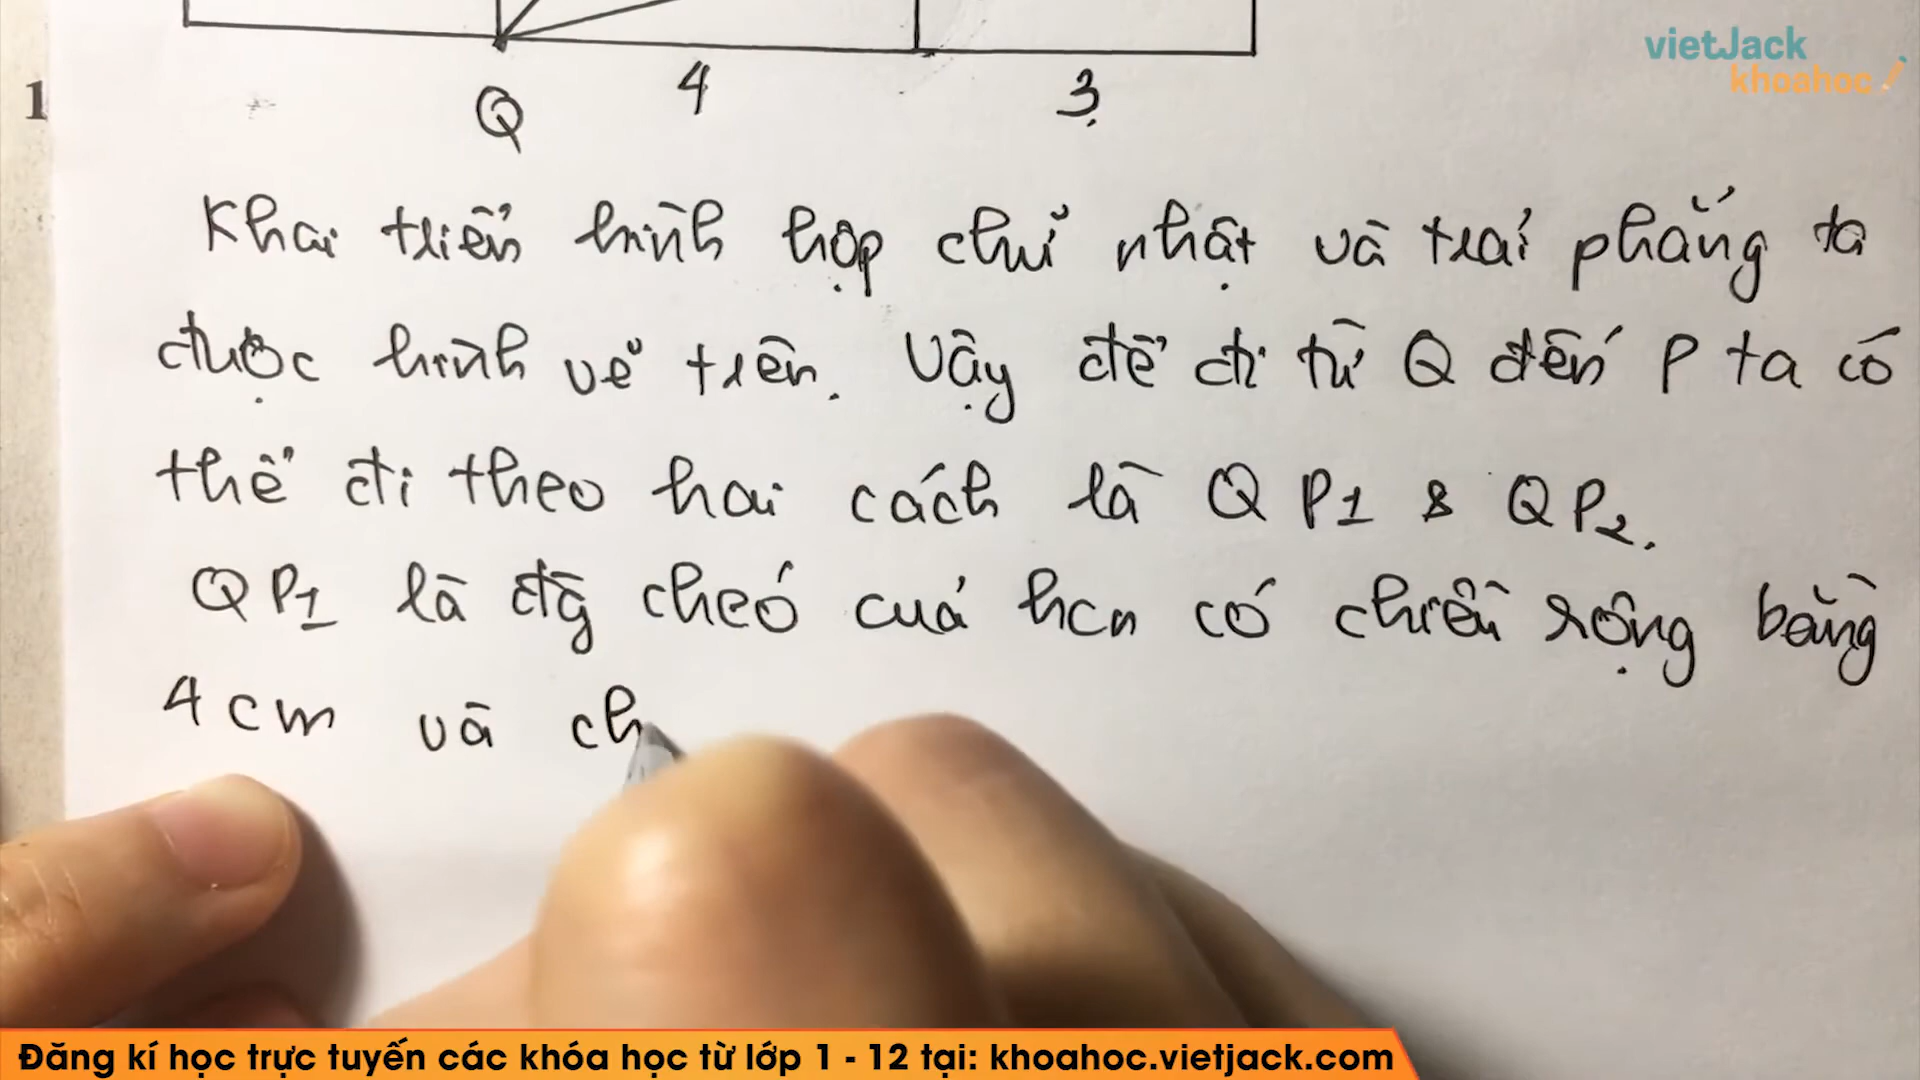 vietJack
khoahoc
1
Q 4 3
Khai triển hình hộp chữ nhật và trải phẳng ta
được hình vẽ trên. Vậy để đi từ Q đến P ta có
thể đi theo hai cách là QP1 & QP2.
QP1 là đg chéo của hcn có chiều rộng bằng
4cm và ch
Đăng kí học trực tuyến các khóa học từ lớp 1 - 12 tại: khoahoc.vietjack.com